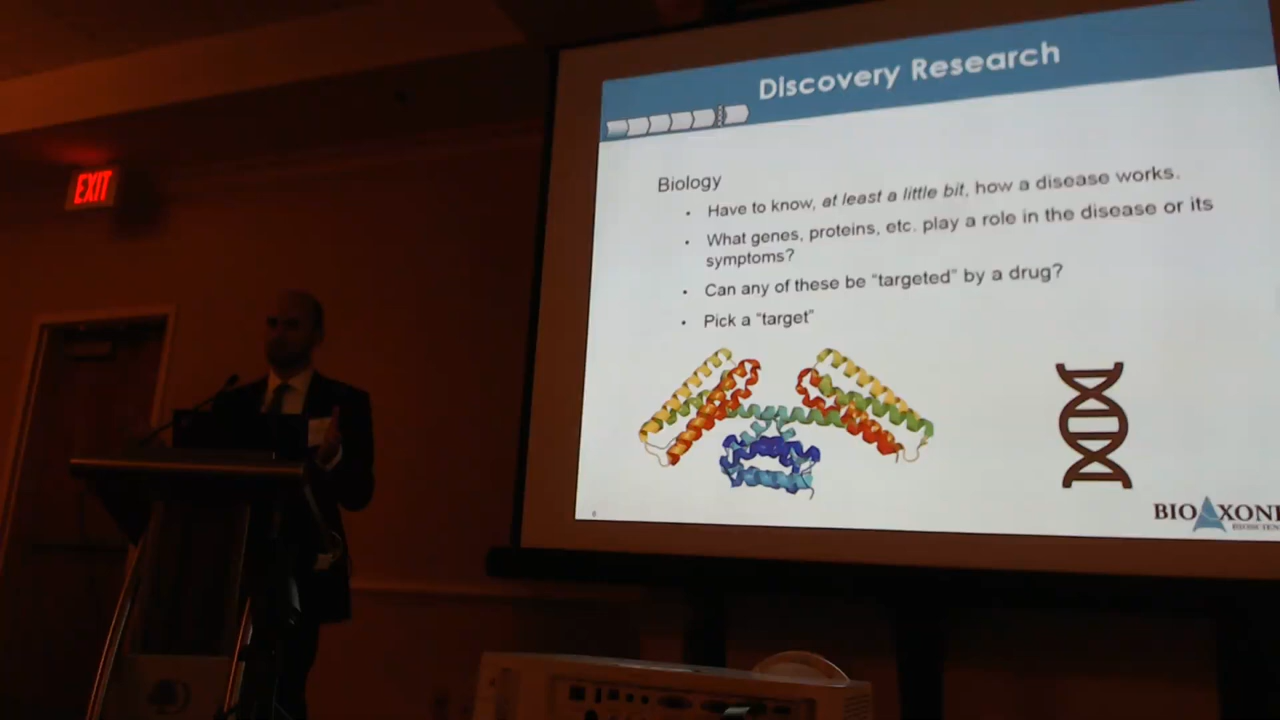 Discovery Research
EXIT
Biology
• Have to know, at least a little bit, how a disease works.
• What genes, proteins, etc. play a role in the disease or its
symptoms?
• Can any of these be “targeted” by a drug?
• Pick a “target”
BIOAXON